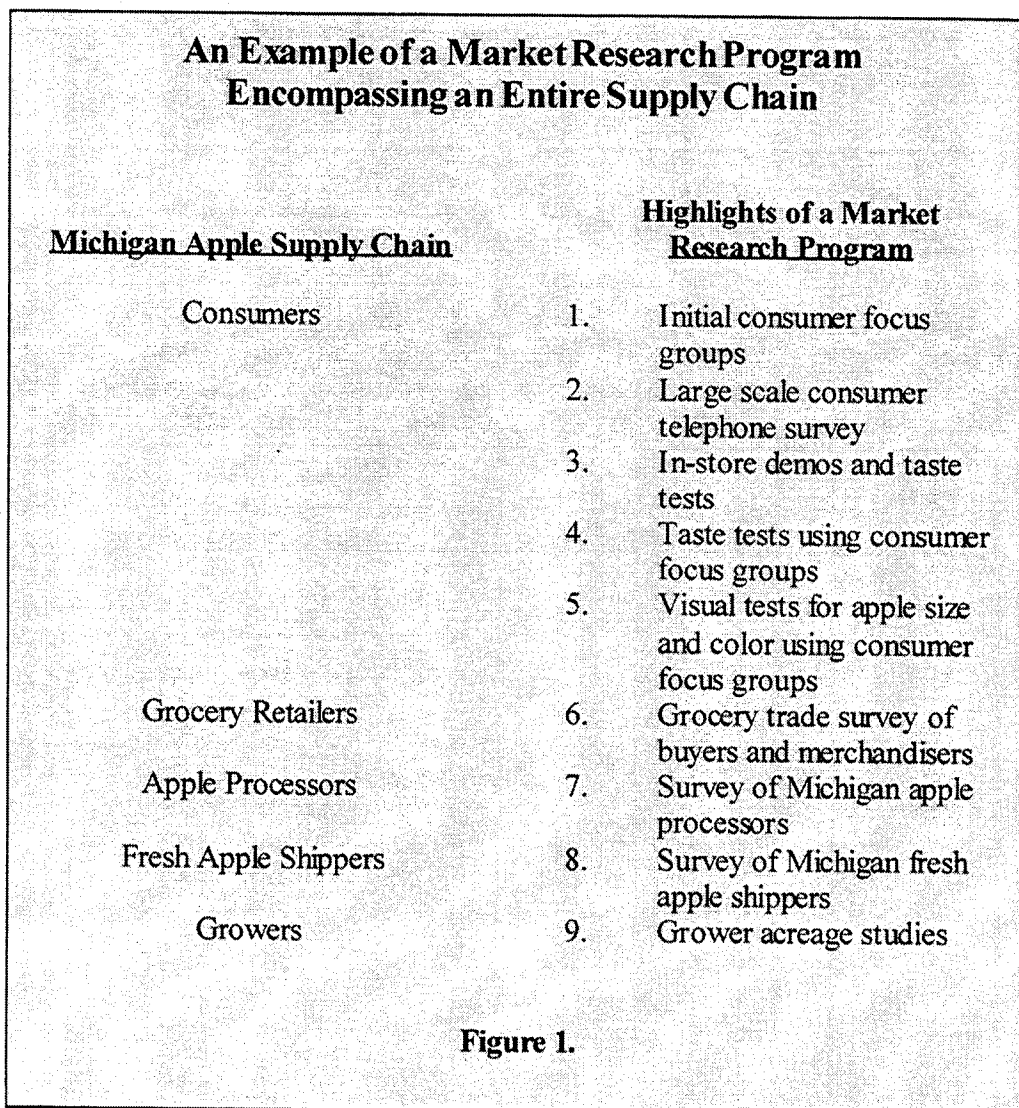 An Example of a Market Research Program
Encompassing an Entire Supply Chain
Michigan Apple Supply Chain
Highlights of a Market
Research Program
Consumers
1. Initial consumer focus
groups
2. Large scale consumer
telephone survey
3. In-store demos and taste
tests
4. Taste tests using consumer
focus groups
5. Visual tests for apple size
and color using consumer
focus groups
Grocery Retailers 6. Grocery trade survey of
buyers and merchandisers
Apple Processors 7. Survey of Michigan apple
processors
Fresh Apple Shippers 8. Survey of Michigan fresh
apple shippers
Growers 9. Grower acreage studies
Figure 1.